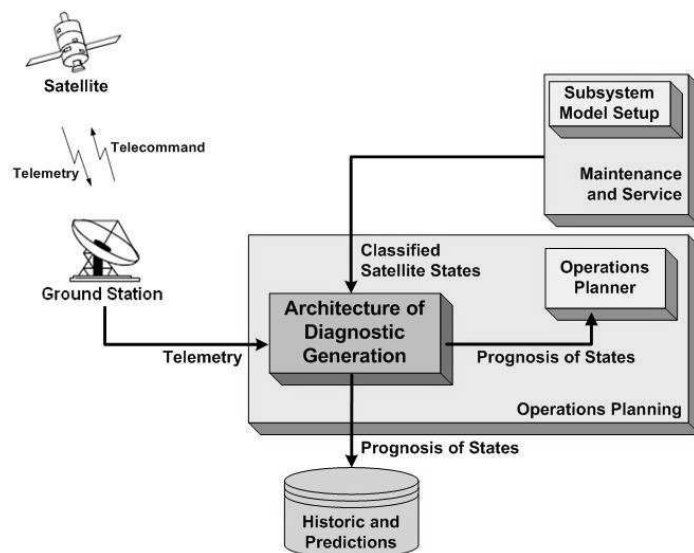 Satellite
Telecommand
Telemetry
Ground Station
Subsystem
Model Setup
Maintenance
and Service
Classified
Satellite States
Operations
Planner
Architecture of
Diagnostic
Generation
Telemetry
Prognosis of States
Operations Planning
Prognosis of States
Historic and
Predictions